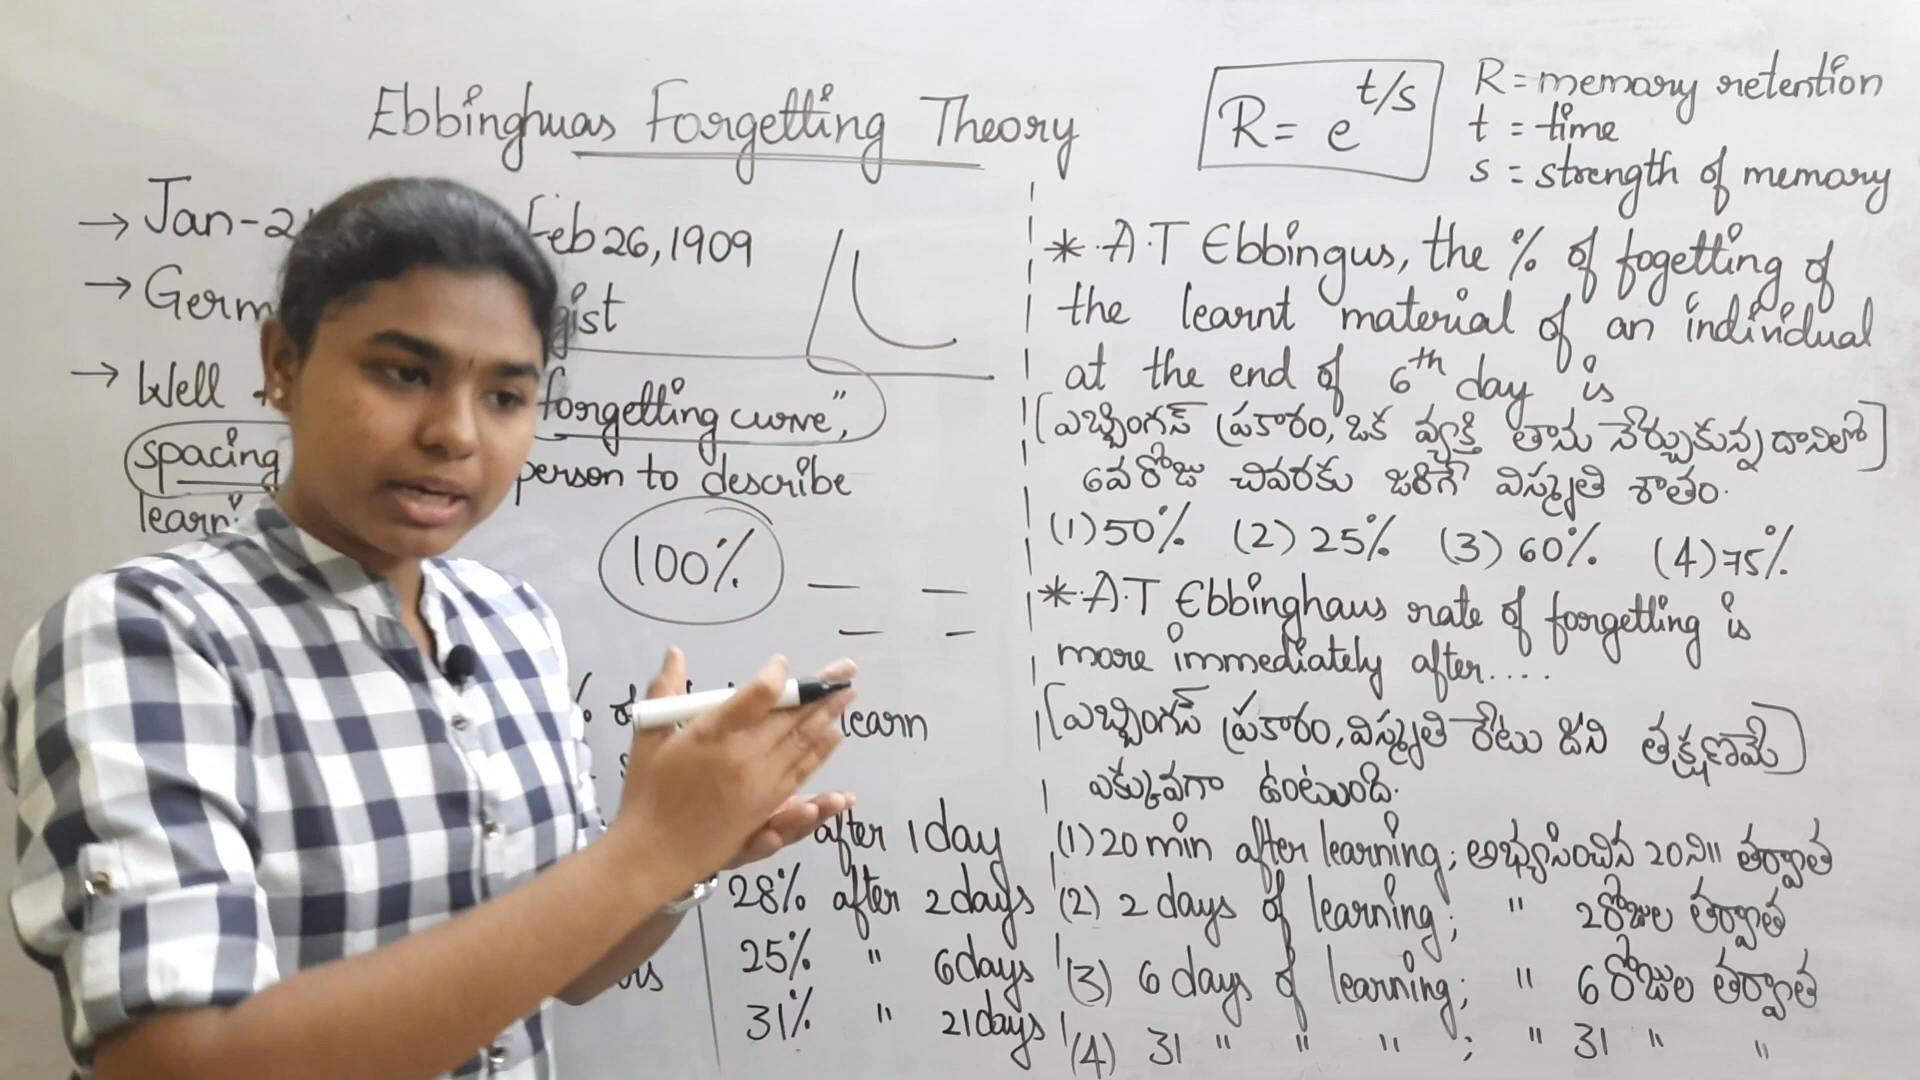 Ebbinghuas Forgetting Theory
→ Jan-2 Feb 26, 1909
→ Germ gist
→ Well forgetting curve",
spacing person to describe
learn
100%
% of learn
after 1 day
28% after 2 days
25% " 6 days
31% " 21 days
R = e t/s
R = memory retention
t = time
s = strength of memory
* A.T Ebbingus, the % of fogetting of
the learnt material of an individual
at the end of 6th day is
[ఎబ్బింగస్ ప్రకారం, ఒక వ్యక్తి తాను నేర్చుకున్న దానిలో]
6వ రోజు చివరకు జరిగే విస్మృతి శాతం.
(1) 50% (2) 25% (3) 60% (4) 75%
* A.T Ebbinghaus rate of forgetting is
more immediately after....
[ఎబ్బింగస్ ప్రకారం, విస్మృతి రేటు దీని తక్షణమే]
ఎక్కువగా ఉంటుంది.
(1) 20 min after learning; అభ్యసించిన 20ని॥ తర్వాత
(2) 2 days of learning; " 2రోజుల తర్వాత
(3) 6 days of learning; " 6 రోజుల తర్వాత
(4) 31 " " " ; " 31 " "